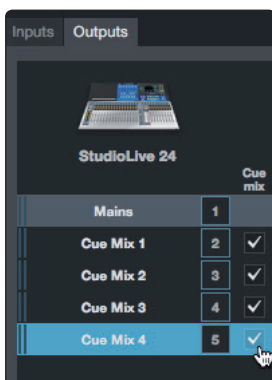 Inputs Outputs
StudioLive 24
Cue
mix
Mains 1
Cue Mix 1 2
Cue Mix 2 3
Cue Mix 3 4
Cue Mix 4 5